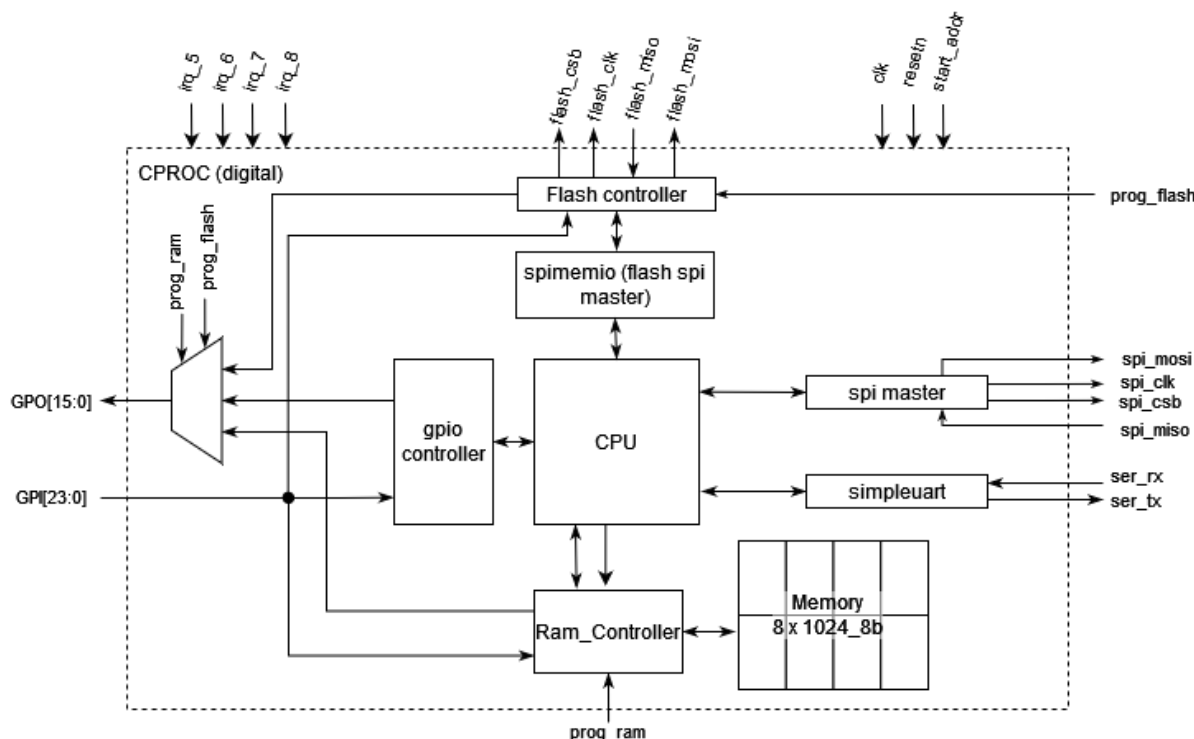 irq_5
irq_6
irq_7
irq_8
flash_csb
flash_clk
flash_miso
flash_mosi
clk
resetn
start_addr
CPROC (digital)
Flash controller
prog_flash
prog_ram
prog_flash
spimemio (flash spi
master)
GPO[15:0]
gpio
controller
CPU
spi master
spi_mosi
spi_clk
spi_csb
spi_miso
GPI[23:0]
simpleuart
ser_rx
ser_tx
Ram_Controller
Memory
8 x 1024_8b
prog_ram